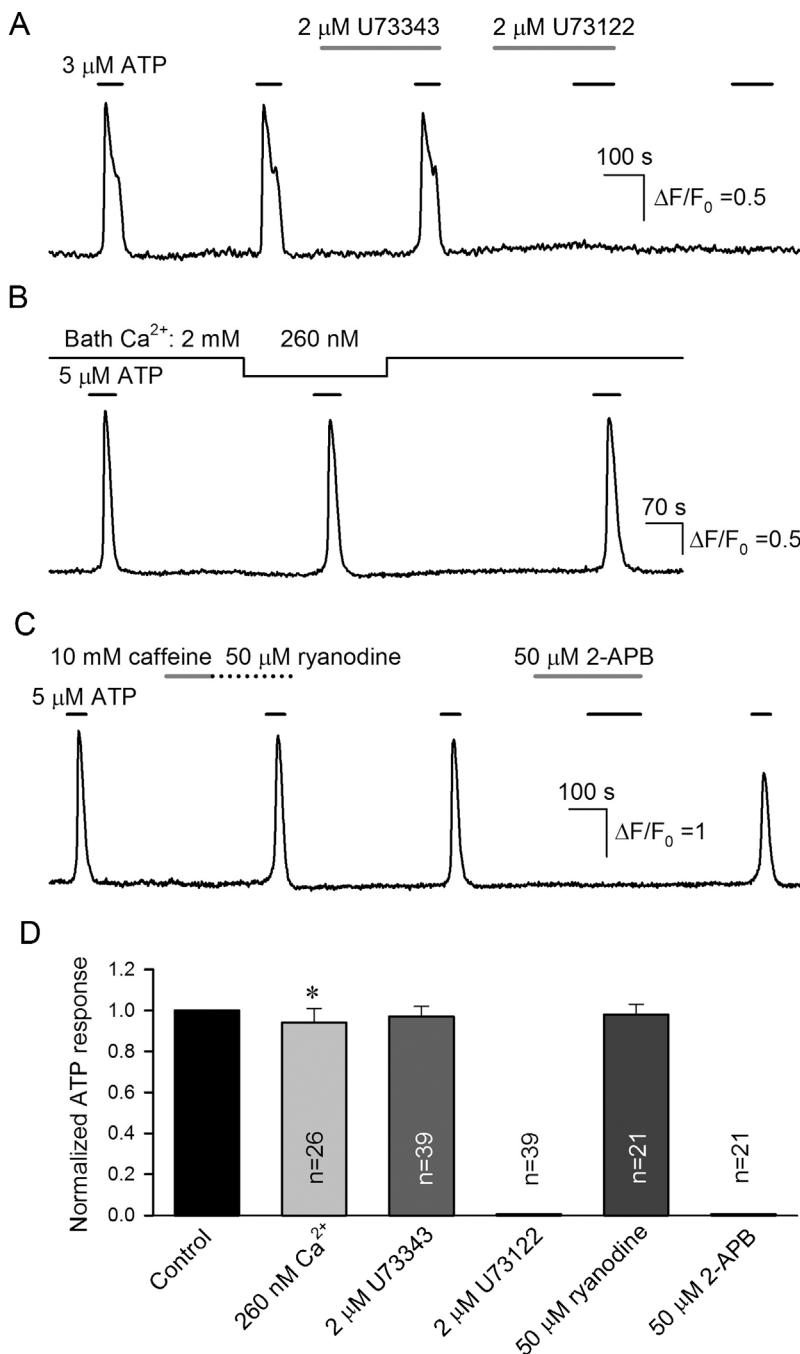 A
2 µM U73343 2 µM U73122
3 µM ATP
100 s
ΔF/F₀ =0.5
B
Bath Ca²⁺: 2 mM 260 nM
5 µM ATP
70 s
ΔF/F₀ =0.5
C
10 mM caffeine 50 µM ryanodine 50 µM 2-APB
5 µM ATP
100 s
ΔF/F₀ =1
D
Normalized ATP response
1.2
1.0
0.8
0.6
0.4
0.2
0.0
*
n=26
n=39
n=39
n=21
n=21
Control
260 nM Ca²⁺
2 µM U73343
2 µM U73122
50 µM ryanodine
50 µM 2-APB